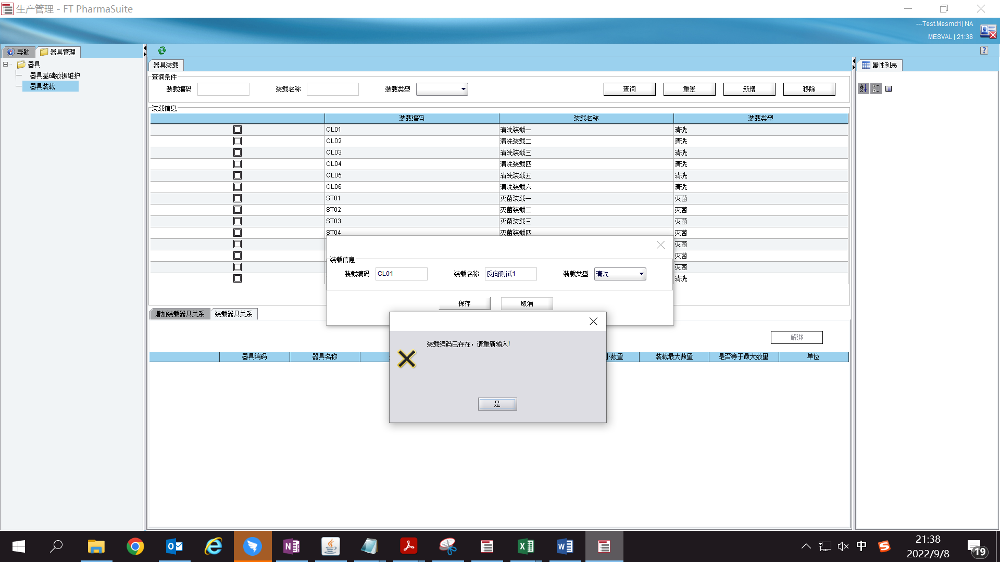 生产管理 - FT PharmaSuite
---Test.Mesmd1| NA
MESVAL | 21:38
导航
器具管理
器具
器具基础数据维护
器具装载
器具装载
属性列表
查询条件
装载编码
装载名称
装载类型
查询
重置
新增
移除
装载信息
装载编码 装载名称 装载类型
CL01 清洗装载一 清洗
CL02 清洗装载二 清洗
CL03 清洗装载三 清洗
CL04 清洗装载四 清洗
CL05 清洗装载五 清洗
CL06 清洗装载六 清洗
ST01 灭菌装载一 灭菌
ST02 灭菌装载二 灭菌
ST03 灭菌装载三 灭菌
ST04 灭菌装载四 灭菌
灭菌
灭菌
灭菌
清洗
装载信息
装载编码 CL01 装载名称 反向测试1 装载类型 清洗
保存 取消
增加装载器具关系 装载器具关系
解绑
装载编码已存在，请重新输入!
是
器具编码 器具名称 小数量 装载最大数量 是否等于最大数量 单位
中
21:38
2022/9/8
19